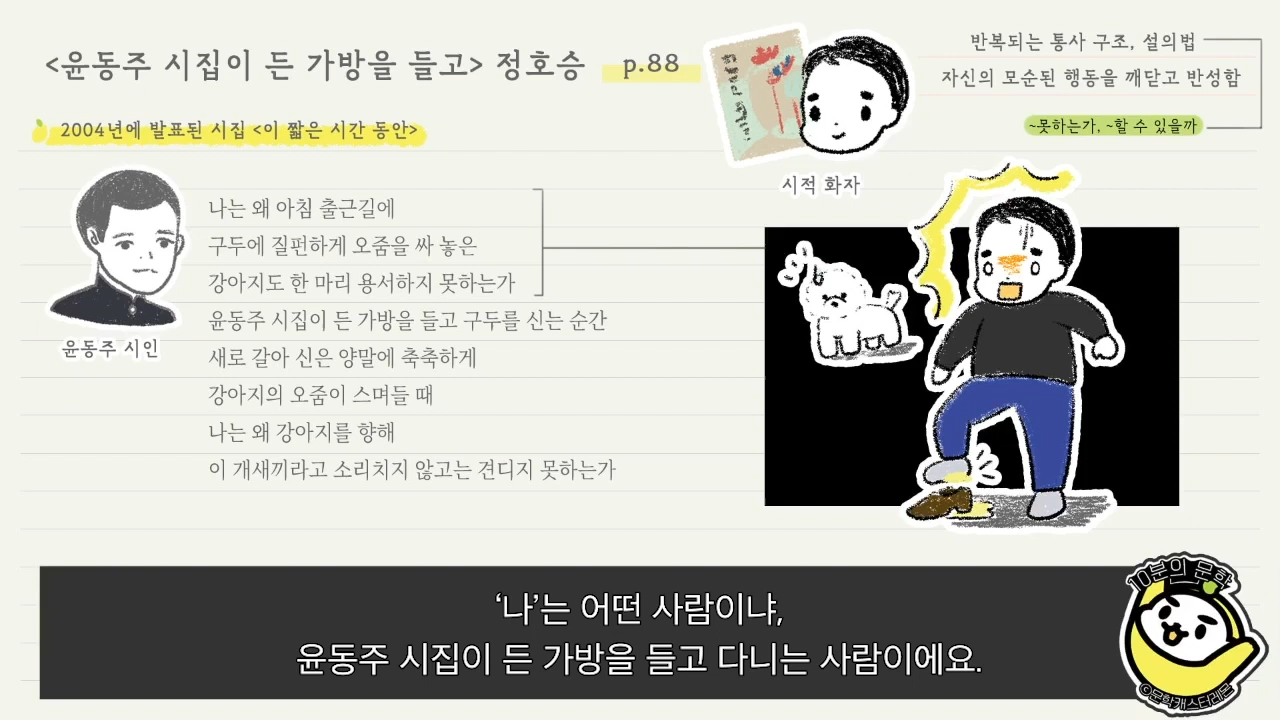 <윤동주 시집이 든 가방을 들고> 정호승 p.88
2004년에 발표된 시집 <이 짧은 시간 동안>
반복되는 통사 구조, 설의법
자신의 모순된 행동을 깨닫고 반성함
~못하는가, ~할 수 있을까
시적 화자
윤동주 시인
나는 왜 아침 출근길에
구두에 질펀하게 오줌을 싸 놓은
강아지도 한 마리 용서하지 못하는가
윤동주 시집이 든 가방을 들고 구두를 신는 순간
새로 갈아 신은 양말에 축축하게
강아지의 오줌이 스며들 때
나는 왜 강아지를 향해
이 개새끼라고 소리치지 않고는 견디지 못하는가
‘나’는 어떤 사람이냐,
윤동주 시집이 든 가방을 들고 다니는 사람이에요.
10분의 문학
©문학캐스터레몬